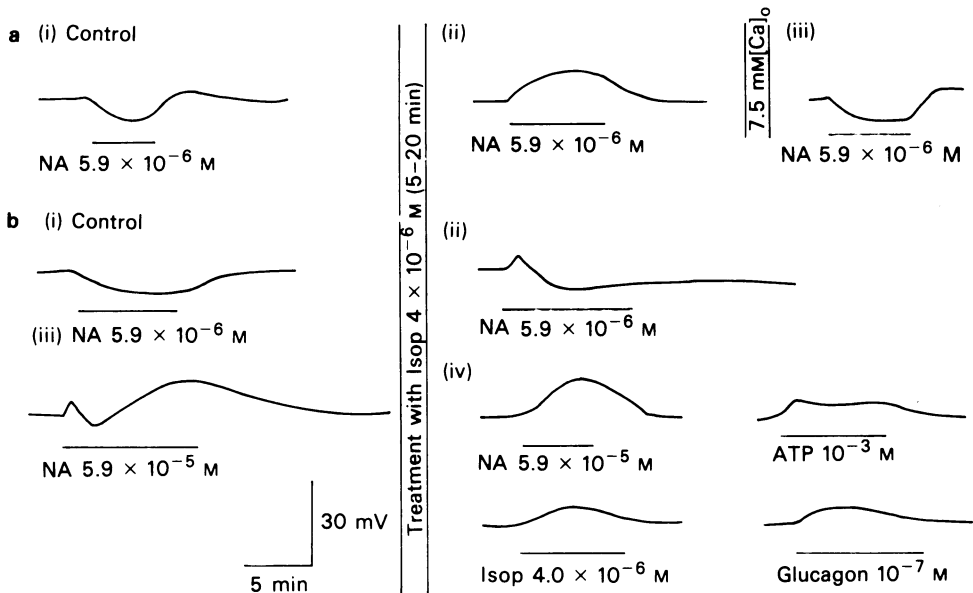 a (i) Control
NA 5.9 × 10⁻⁶ M
(ii)
NA 5.9 × 10⁻⁶ M
7.5 mM[Ca]ₒ
(iii)
NA 5.9 × 10⁻⁶ M
b (i) Control
NA 5.9 × 10⁻⁶ M
(ii)
NA 5.9 × 10⁻⁶ M
(iii)
NA 5.9 × 10⁻⁵ M
Treatment with Isop 4 × 10⁻⁶ M (5–20 min)
(iv)
NA 5.9 × 10⁻⁵ M
ATP 10⁻³ M
Isop 4.0 × 10⁻⁶ M
Glucagon 10⁻⁷ M
30 mV
5 min